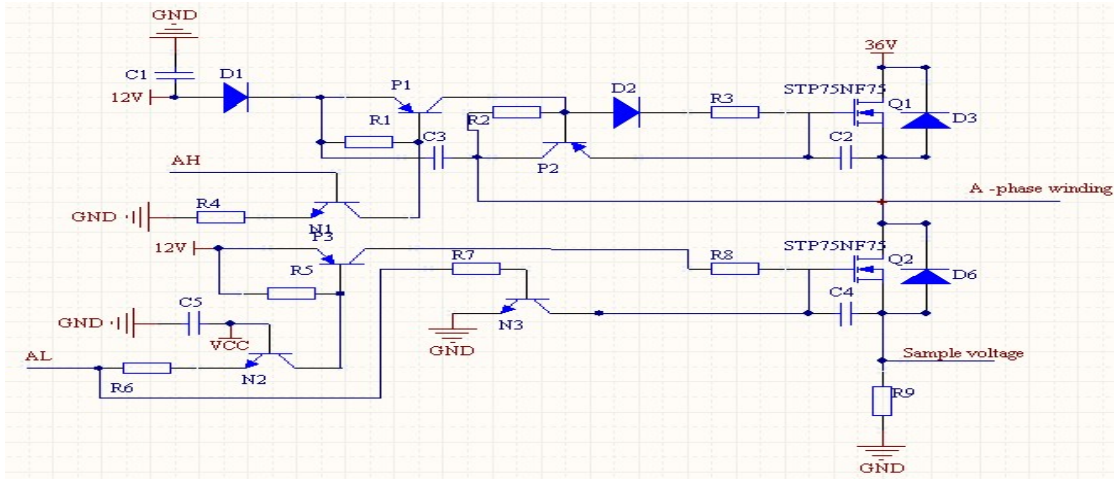 GND
36V
C1
D1
P1
D2
STP75NF75
12V
R3
Q1
R2
D3
R1
C3
C2
P2
AH
A -phase winding
R4
GND
N1
P3
12V
STP75NF75
R7
R8
Q2
R5
D6
C5
C4
GND
N3
VCC
GND
AL
Sample voltage
N2
R6
R9
GND